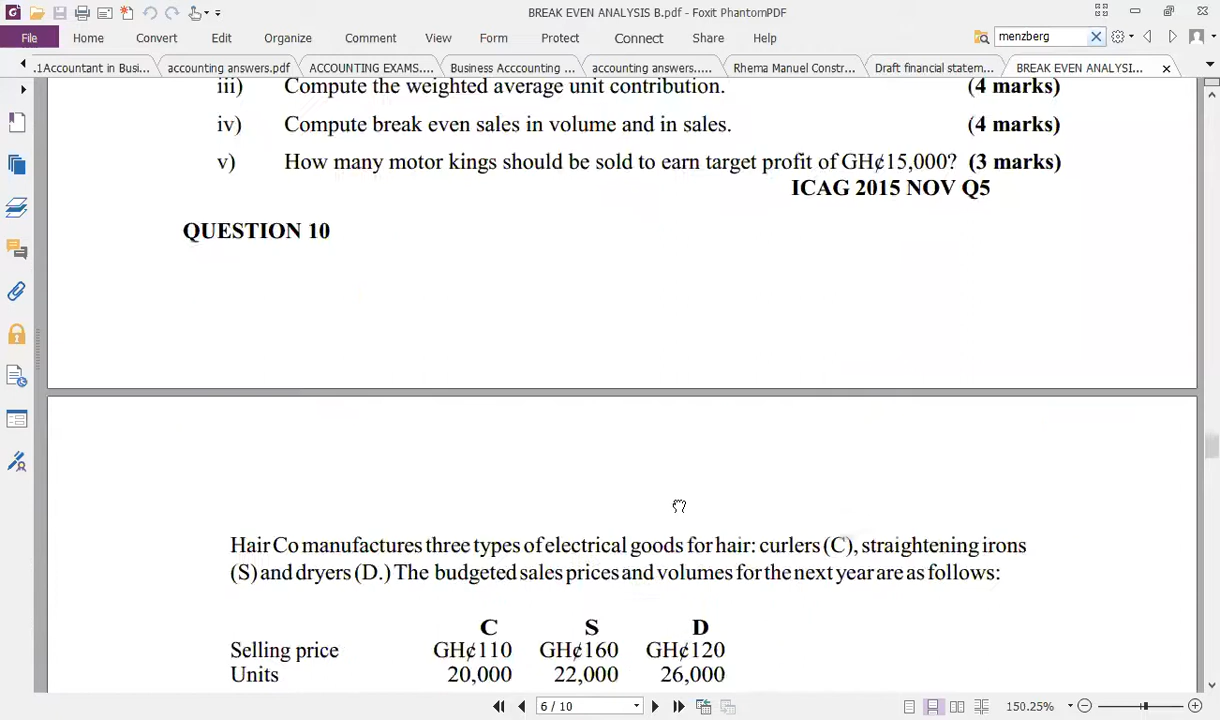 BREAK EVEN ANALYSIS B.pdf - Foxit PhantomPDF
File Home Convert Edit Organize Comment View Form Protect Connect Share Help menzberg
.1Accountant in Busi... accounting answers.pdf ACCOUNTING EXAMS.... Business Acccounting ... accounting answers..... Rhema Manuel Constr... Draft financial statem... BREAK EVEN ANALYSI...
iii) Compute the weighted average unit contribution. (4 marks)
iv) Compute break even sales in volume and in sales. (4 marks)
v) How many motor kings should be sold to earn target profit of GH¢15,000? (3 marks)
ICAG 2015 NOV Q5
QUESTION 10
Hair Co manufactures three types of electrical goods for hair: curlers (C), straightening irons
(S) and dryers (D.) The budgeted sales prices and volumes for the next year are as follows:
C S D
Selling price GH¢110 GH¢160 GH¢120
Units 20,000 22,000 26,000
6 / 10 150.25%